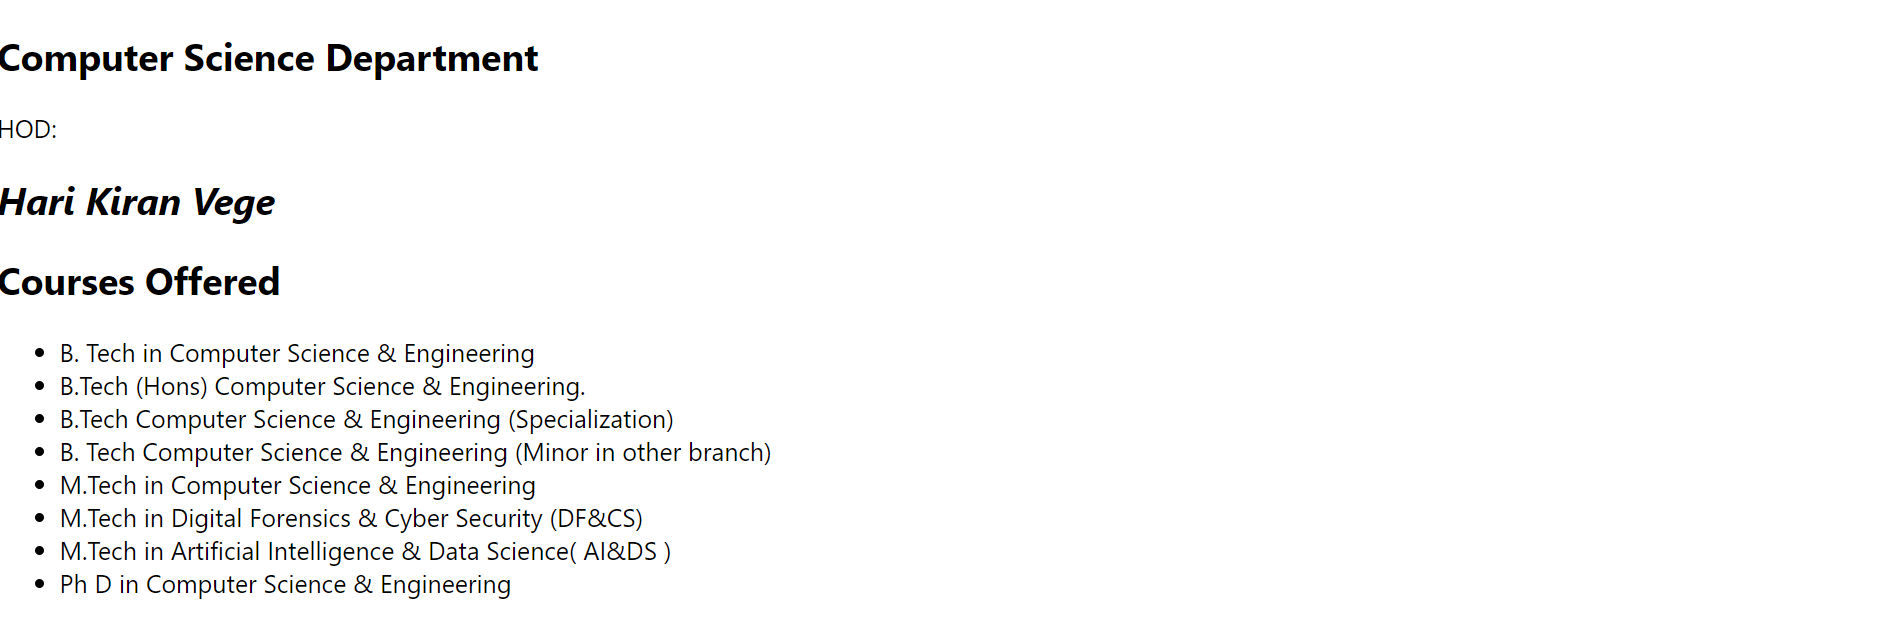 Computer Science Department
HOD:
Hari Kiran Vege
Courses Offered
B. Tech in Computer Science & Engineering
B.Tech (Hons) Computer Science & Engineering.
B.Tech Computer Science & Engineering (Specialization)
B. Tech Computer Science & Engineering (Minor in other branch)
M.Tech in Computer Science & Engineering
M.Tech in Digital Forensics & Cyber Security (DF&CS)
M.Tech in Artificial Intelligence & Data Science( AI&DS )
Ph D in Computer Science & Engineering